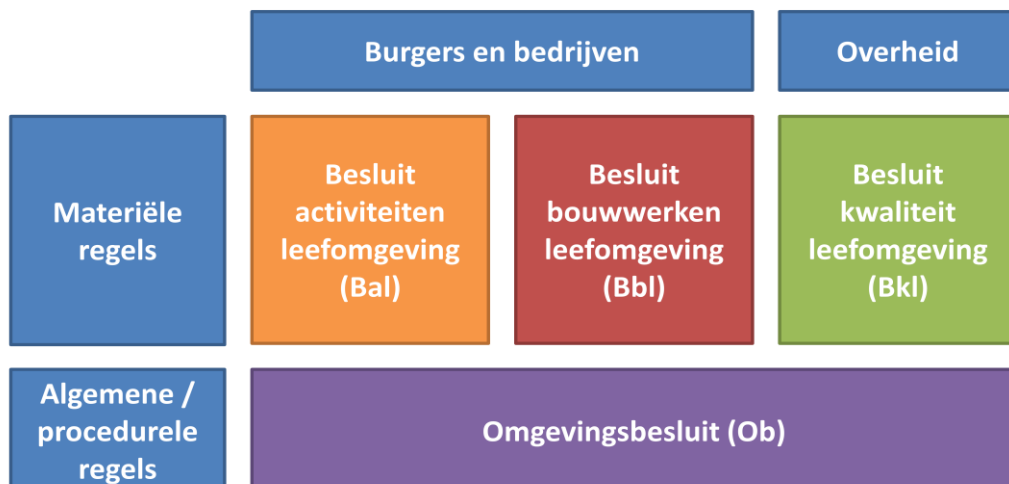 Burgers en bedrijven
Overheid
Materiële
regels
Besluit
activiteiten
leefomgeving
(Bal)
Besluit
bouwwerken
leefomgeving
(Bbl)
Besluit
kwaliteit
leefomgeving
(Bkl)
Algemene /
procedurele
regels
Omgevingsbesluit (Ob)